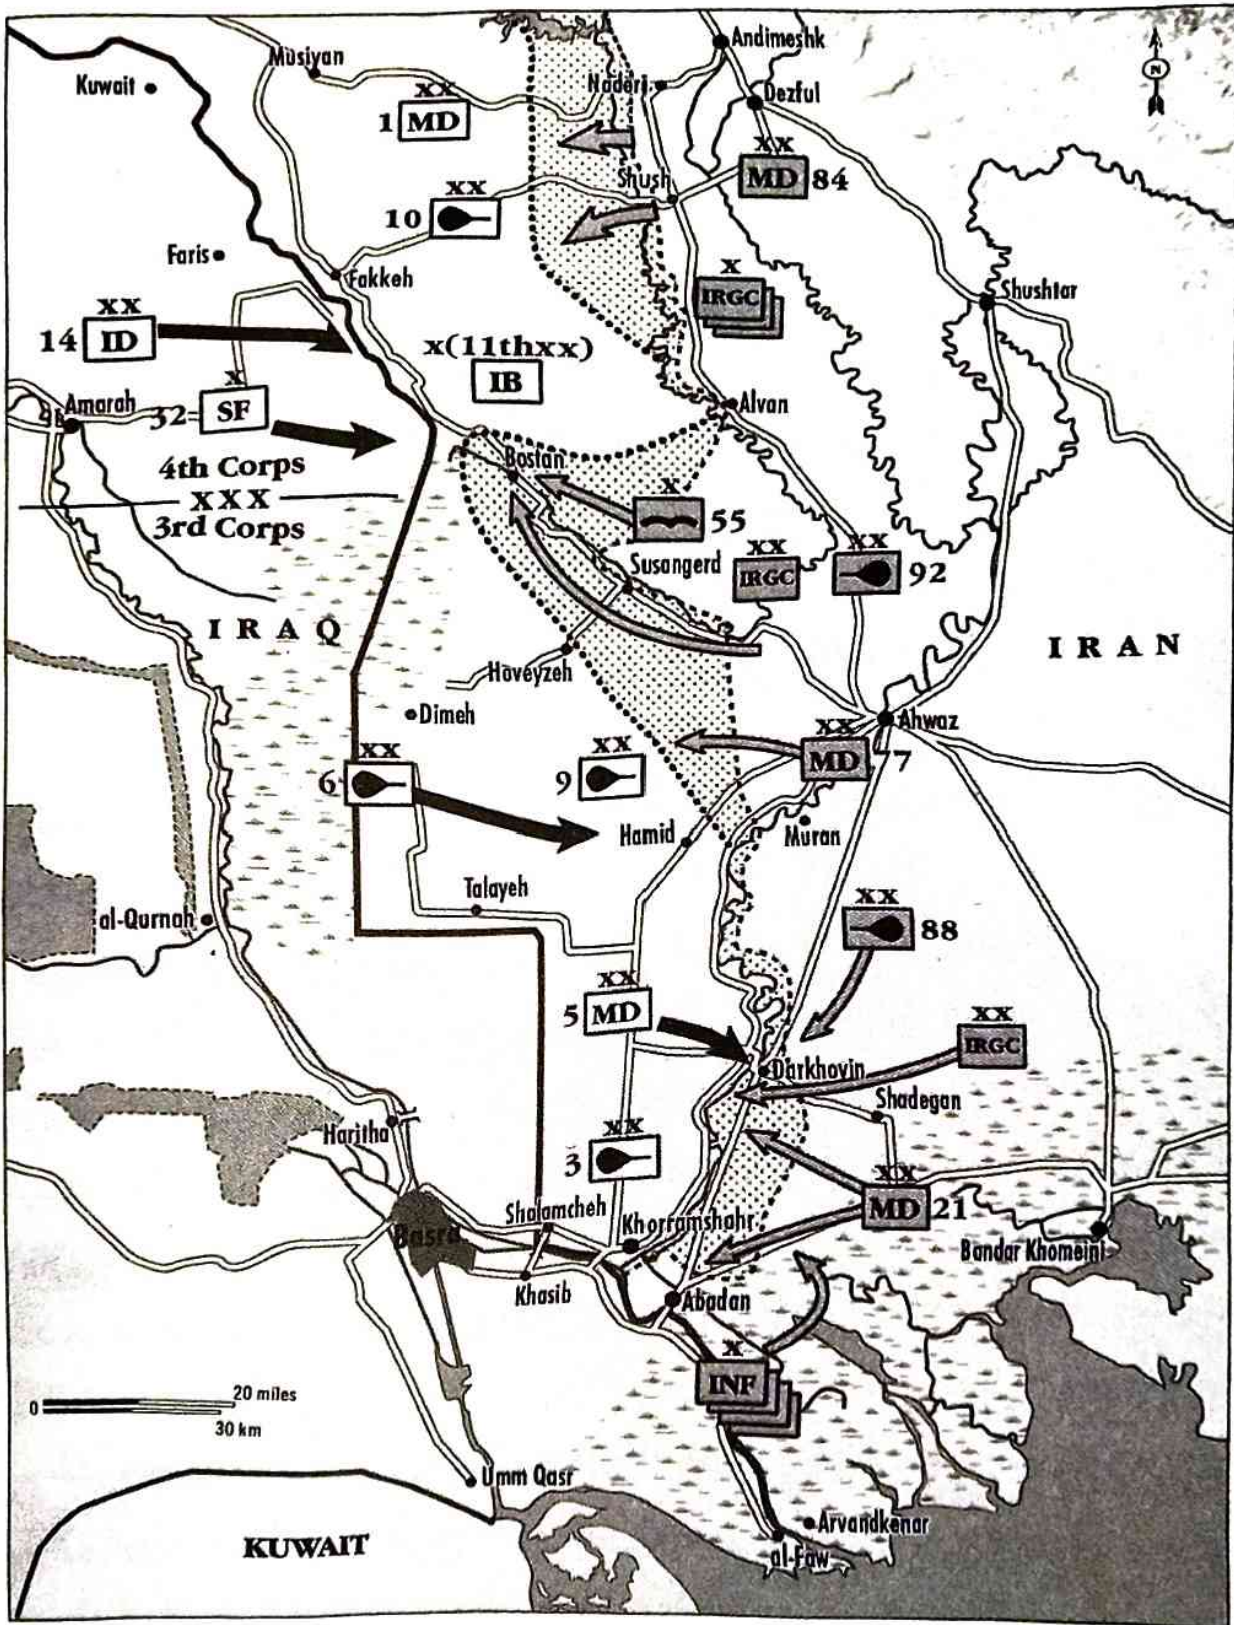 Andimeshk
Musiyan
N
Kuwait
Naderi
Dezful
XX
1 MD
XX
MD 84
Shush
XX
10
Faris
Fakkeh
X
IRGC
Shushtar
XX
14 ID
x(11thxx)
IB
X
32 SF
Amarah
Alvan
4th Corps
XXX
3rd Corps
Bostan
X
55
Susangerd
XX
IRGC
XX
92
IRAQ
IRAN
Hoveyzeh
Dimeh
Ahwaz
XX
MD 77
XX
6
XX
9
Hamid
Muran
Talayeh
al-Qurnah
XX
88
XX
5 MD
XX
IRGC
Darkhovin
Shadegan
Haritha
XX
3
XX
MD 21
Shalamcheh
Khorramshahr
Basra
Bandar Khomeini
Khasib
Abadan
X
INF
0 20 miles
30 km
Umm Qasr
Arvandkenar
al-Faw
KUWAIT